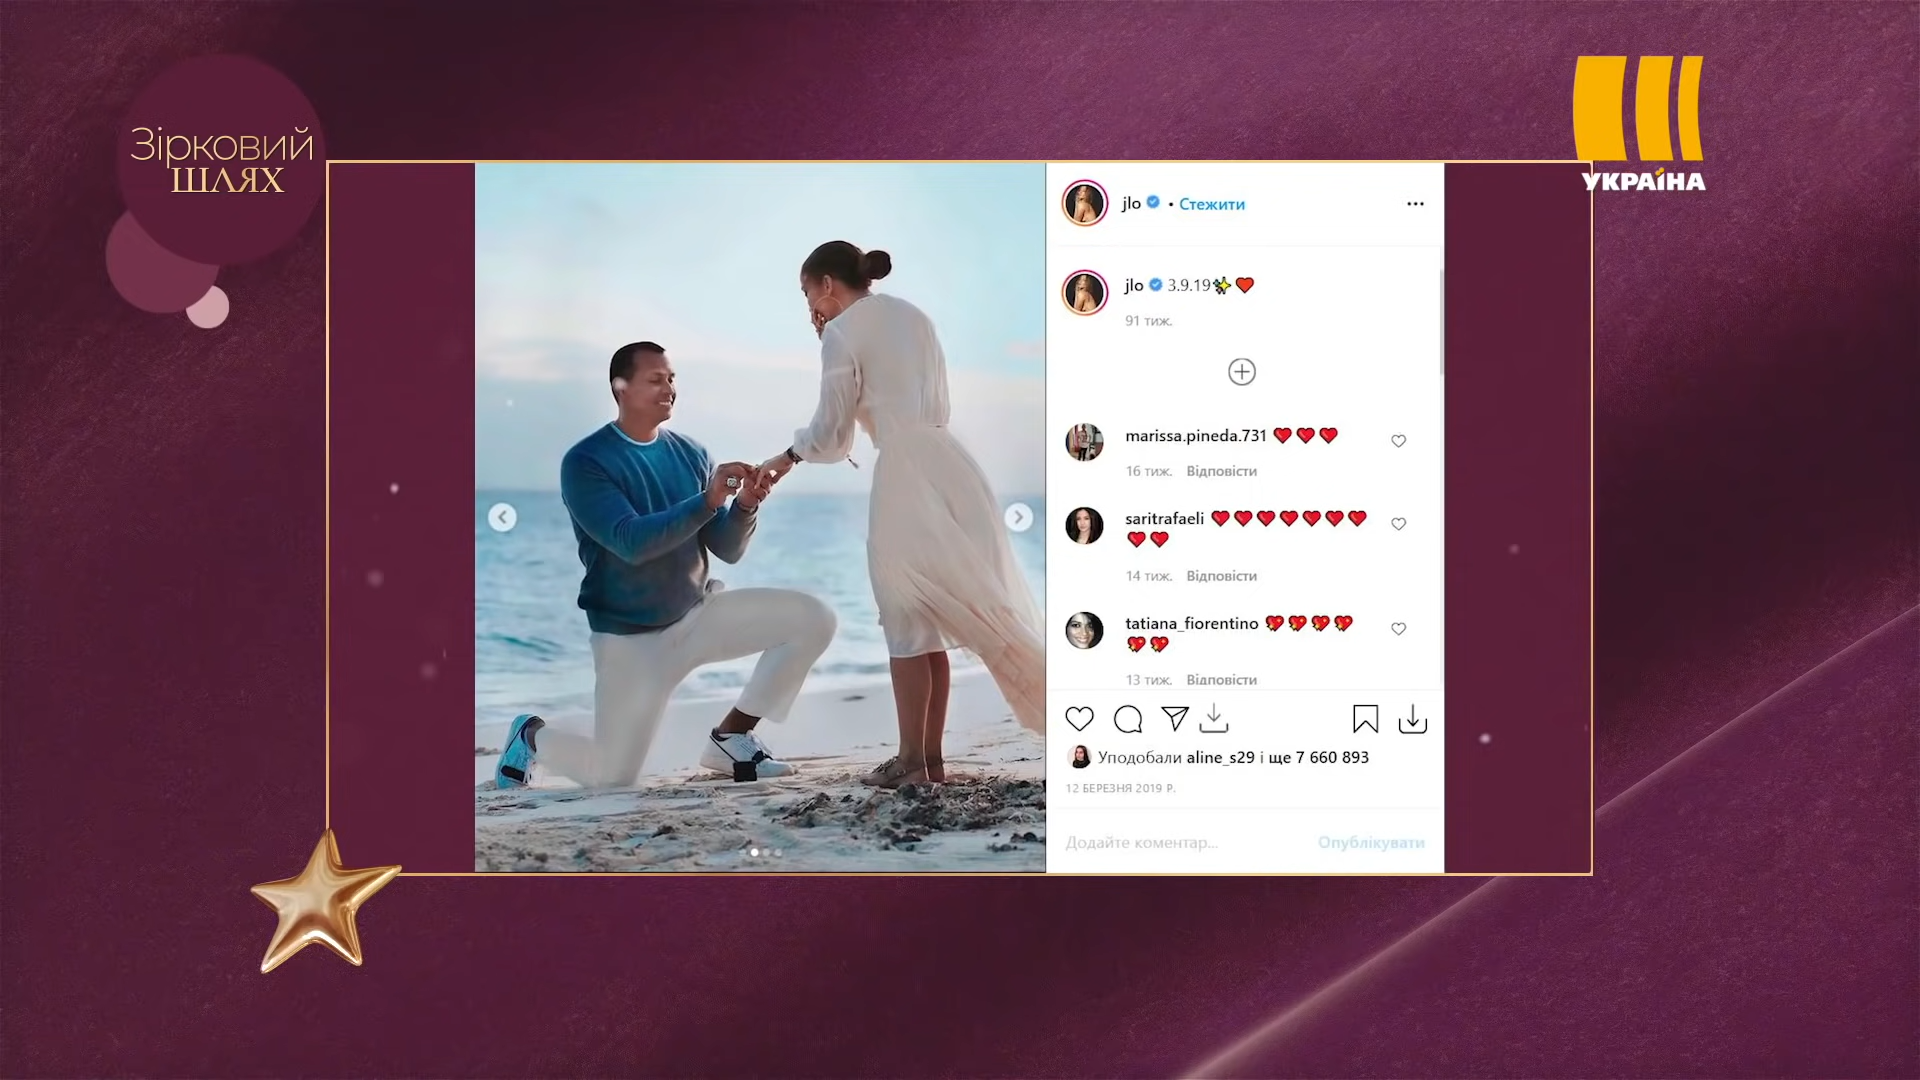 Зірковий
ШЛЯХ
УКРАЇНА
jlo • Стежити
jlo 3.9.19✨❤️
91 тиж.
marissa.pineda.731 ❤️❤️❤️
16 тиж. Відповісти
saritrafaeli ❤️❤️❤️❤️❤️❤️❤️
❤️❤️
14 тиж. Відповісти
tatiana_fiorentino 💖💖💖💖
💖💖
13 тиж. Відповісти
Уподобали aline_s29 і ще 7 660 893
12 БЕРЕЗНЯ 2019 Р.
Додайте коментар...
Опублікувати